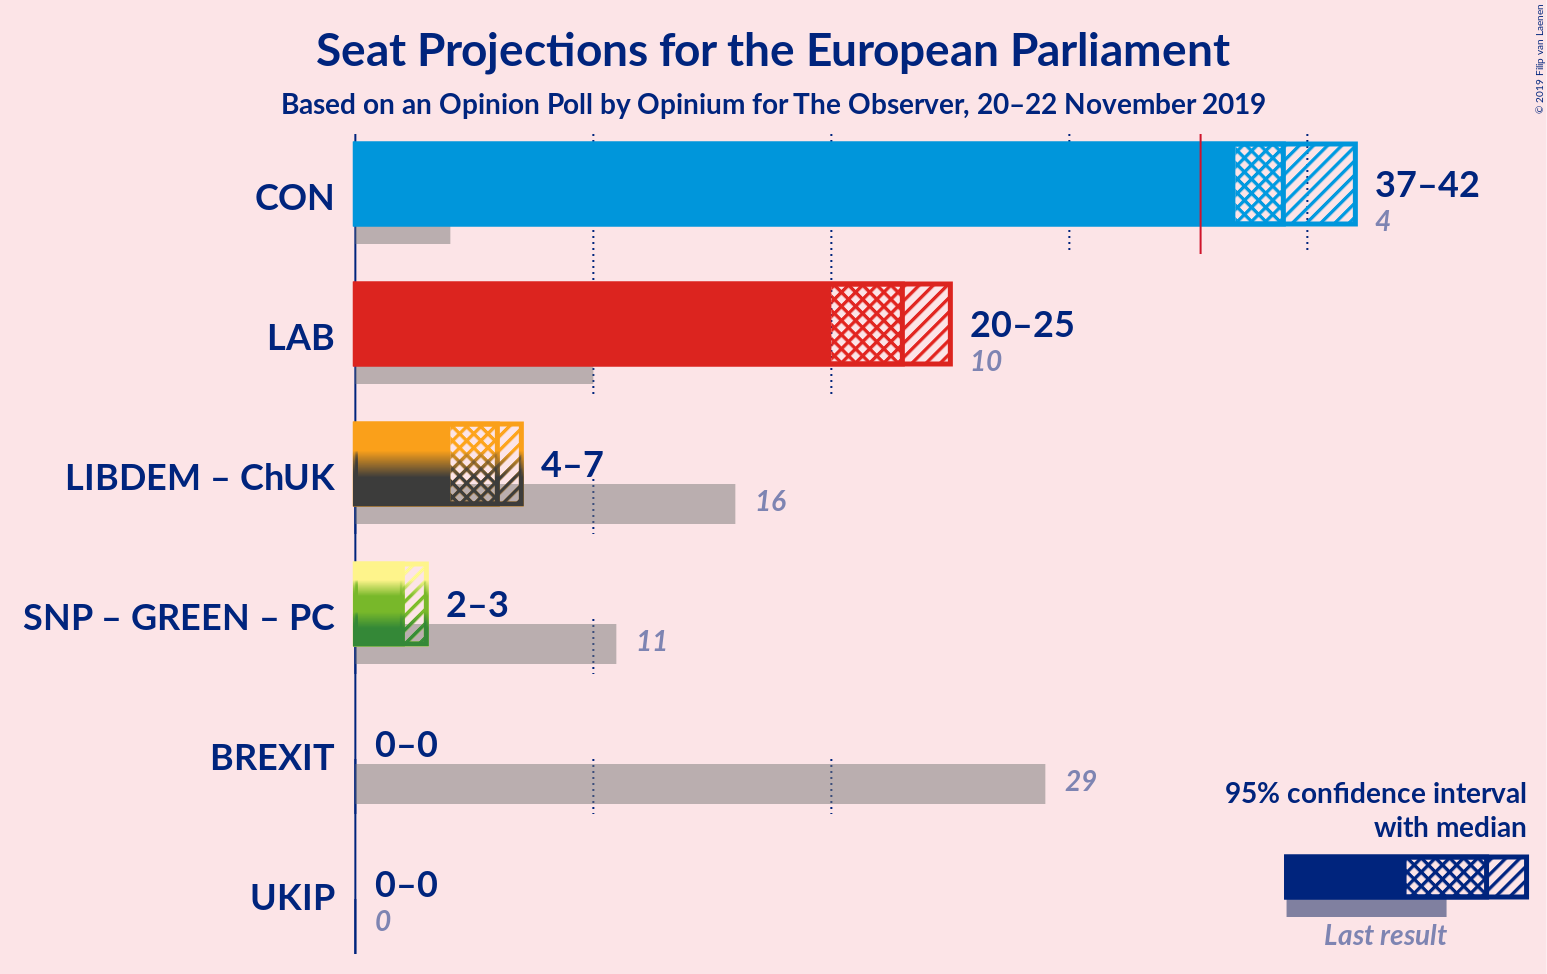 Seat Projections for the European Parliament
Based on an Opinion Poll by Opinium for The Observer, 20–22 November 2019
© 2019 Filip van Laenen
CON
37–42
4
LAB
20–25
10
LIBDEM – ChUK
4–7
16
SNP – GREEN – PC
2–3
11
BREXIT
0–0
29
UKIP
0–0
0
95% confidence interval
with median
Last result